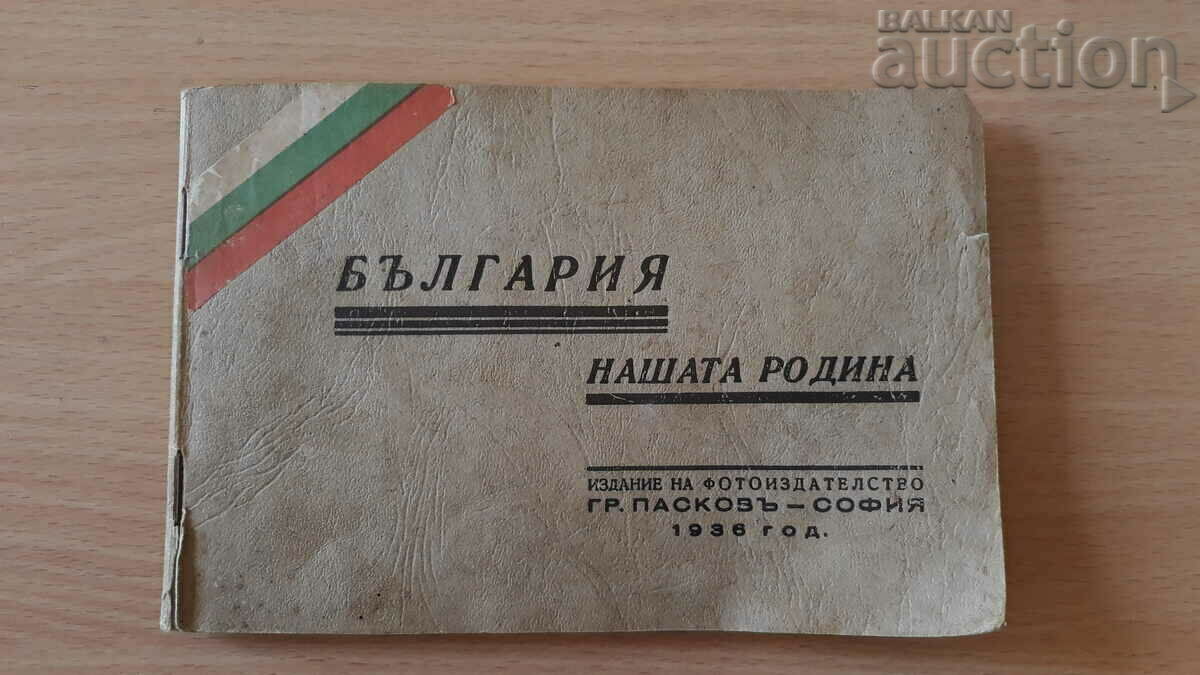 BALKAN
auction
БЪЛГАРИЯ
НАШАТА РОДИНА
ИЗДАНИЕ НА ФОТОИЗДАТЕЛСТВО
ГР. ПАСКОВЪ – СОФИЯ
1936 год.